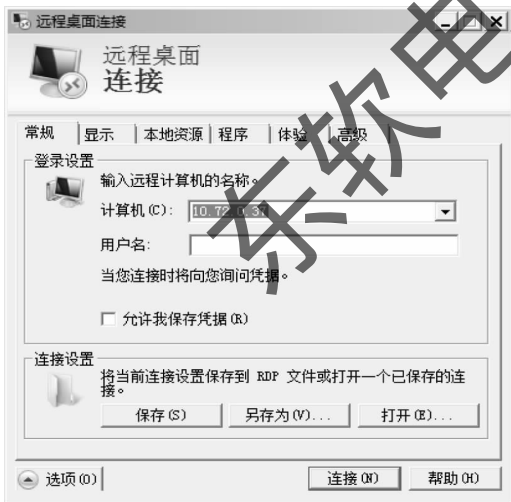 远程桌面连接
远程桌面
连接
常规 显示 本地资源 程序 体验 高级
登录设置
输入远程计算机的名称。
计算机(C):
用户名:
当您连接时将向您询问凭据。
允许我保存凭据(R)
连接设置
将当前连接设置保存到 RDP 文件或打开一个已保存的连
接。
保存(S) 另存为(V)... 打开(E)...
选项(O) 连接(N) 帮助(H)
东软电